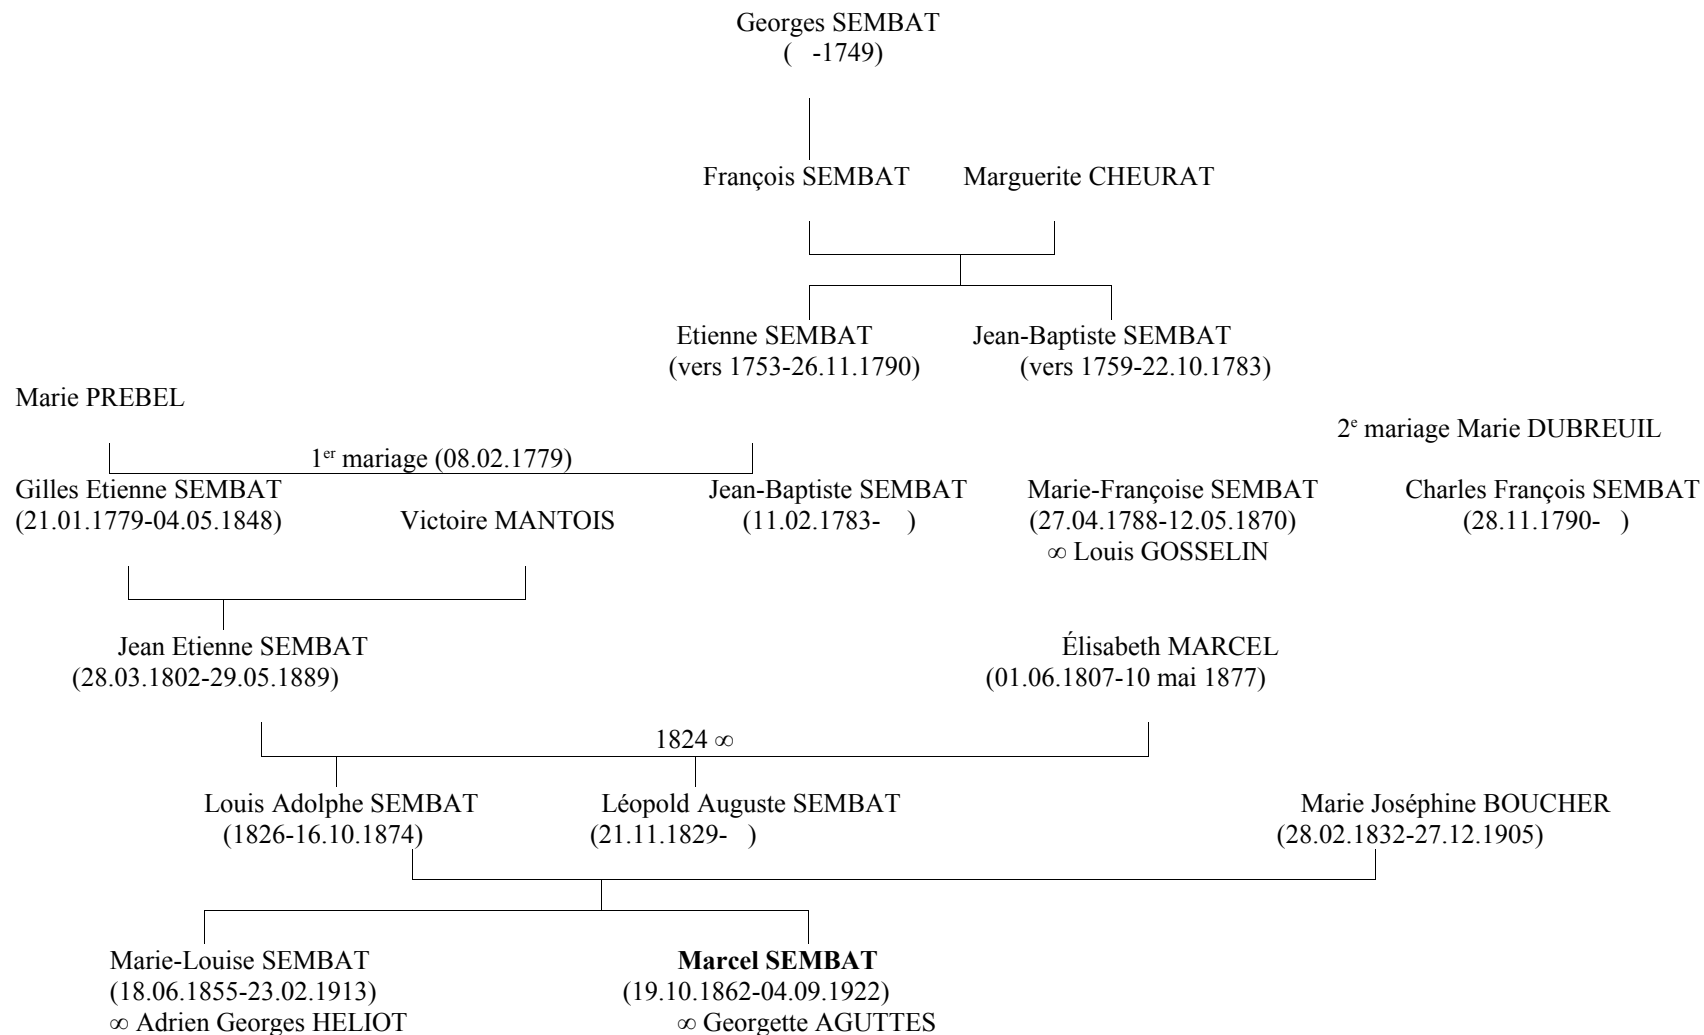 Georges SEMBAT
(   -1749)
François SEMBAT Marguerite CHEURAT
Etienne SEMBAT Jean-Baptiste SEMBAT
(vers 1753-26.11.1790) (vers 1759-22.10.1783)
Marie PREBEL
2e mariage Marie DUBREUIL
1er mariage (08.02.1779)
Gilles Etienne SEMBAT Jean-Baptiste SEMBAT Marie-Françoise SEMBAT Charles François SEMBAT
(21.01.1779-04.05.1848) Victoire MANTOIS (11.02.1783-   ) (27.04.1788-12.05.1870) (28.11.1790-   )
∞ Louis GOSSELIN
Jean Etienne SEMBAT Élisabeth MARCEL
(28.03.1802-29.05.1889) (01.06.1807-10 mai 1877)
1824 ∞
Louis Adolphe SEMBAT Léopold Auguste SEMBAT Marie Joséphine BOUCHER
(1826-16.10.1874) (21.11.1829-   ) (28.02.1832-27.12.1905)
Marie-Louise SEMBAT Marcel SEMBAT
(18.06.1855-23.02.1913) (19.10.1862-04.09.1922)
∞ Adrien Georges HELIOT ∞ Georgette AGUTTES